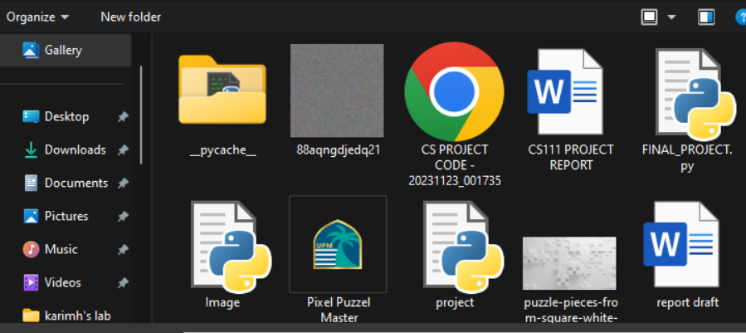 Organize
New folder
Gallery
Desktop
Downloads
Documents
Pictures
Music
Videos
karimh's lab
__pycache__
88aqngdjedq21
CS PROJECT
CODE -
20231123_001735
CS111 PROJECT
REPORT
FINAL_PROJECT.
py
Image
UPM
Pixel Puzzel
Master
project
puzzle-pieces-fro
m-square-white-
report draft